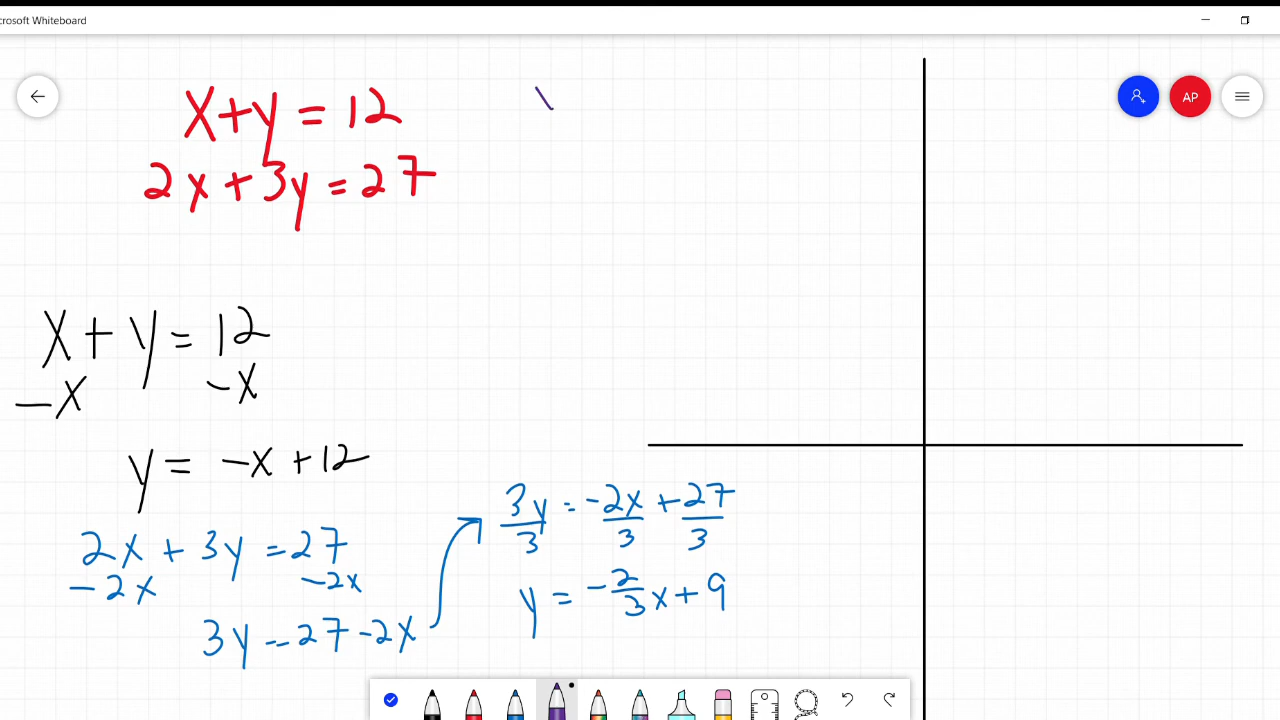 crosoft Whiteboard
AP
x+y = 12
2x + 3y = 27
x + y = 12
-x -x
y = -x + 12
2x + 3y = 27
-2x -2x
3y = 27 - 2x
3y = -2x + 27
3 3 3
y = -2/3 x + 9